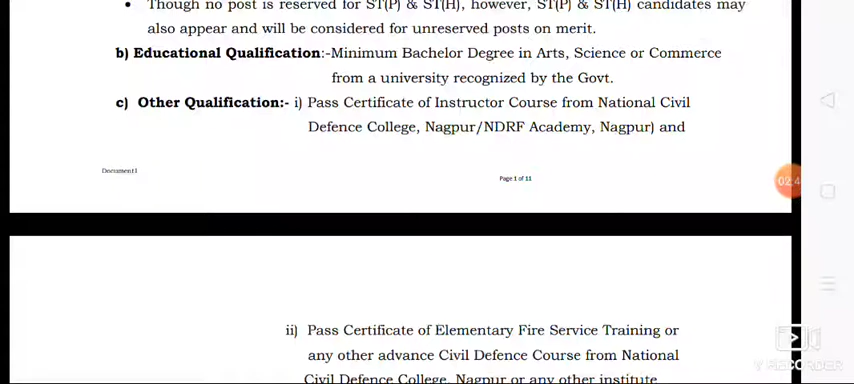 Though no post is reserved for ST(P) & ST(H), however, ST(P) & ST(H) candidates may
also appear and will be considered for unreserved posts on merit.
b) Educational Qualification:-Minimum Bachelor Degree in Arts, Science or Commerce
from a university recognized by the Govt.
c) Other Qualification:- i) Pass Certificate of Instructor Course from National Civil
Defence College, Nagpur/NDRF Academy, Nagpur) and
Document1
Page 1 of 11
02:4
ii) Pass Certificate of Elementary Fire Service Training or
any other advance Civil Defence Course from National
Civil Defence College, Nagpur or any other institute
RECORDER